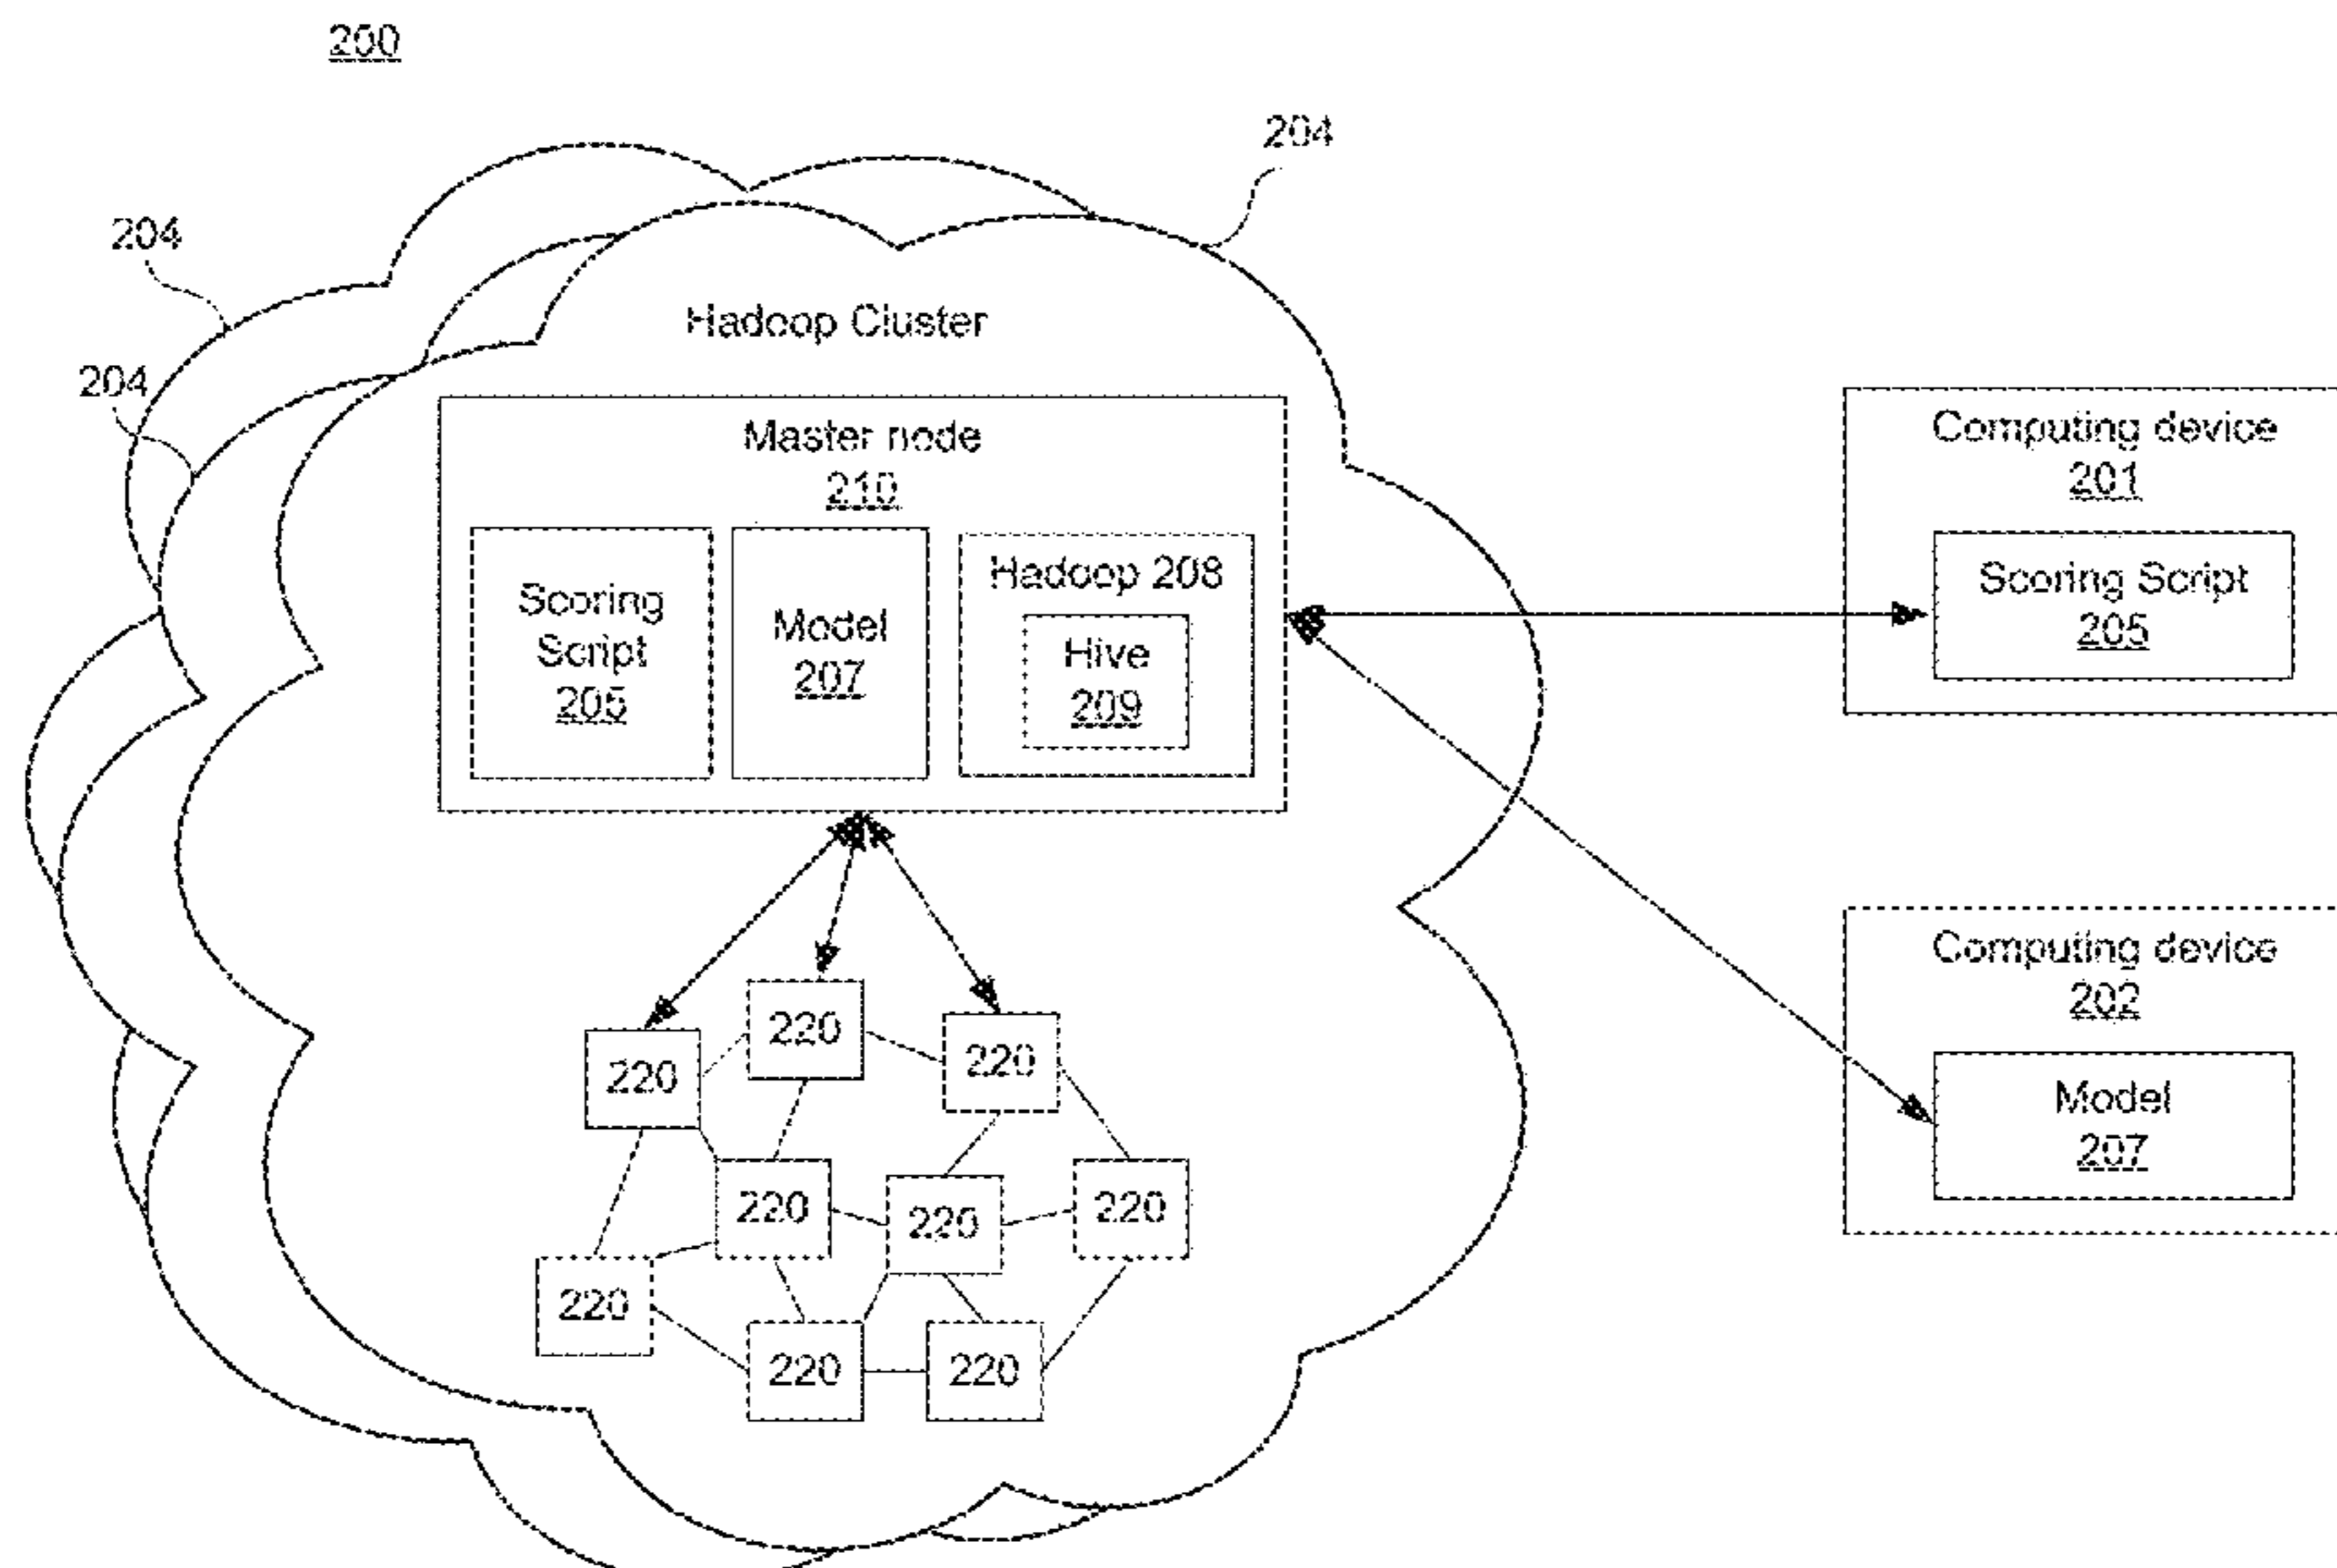 200
204
204
204
Hadoop Cluster
Master node
210
Scoring
Script
205
Model
207
Hadoop 208
Hive
209
Computing device
201
Scoring Script
205
Computing device
202
Model
207
220
220
220
220
220
220
220
220
220